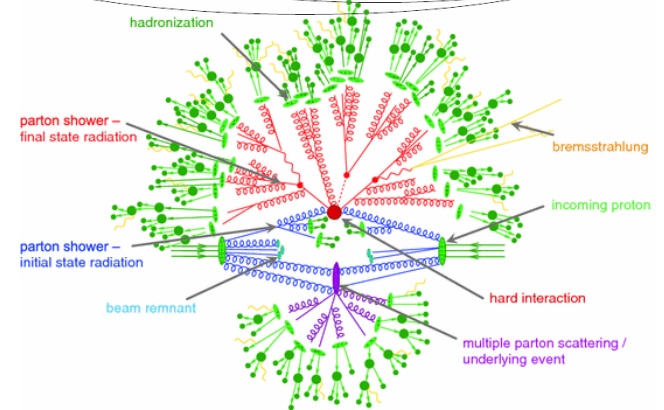 hadronization
parton shower –
final state radiation
bremsstrahlung
incoming proton
parton shower –
initial state radiation
beam remnant
hard interaction
multiple parton scattering /
underlying event